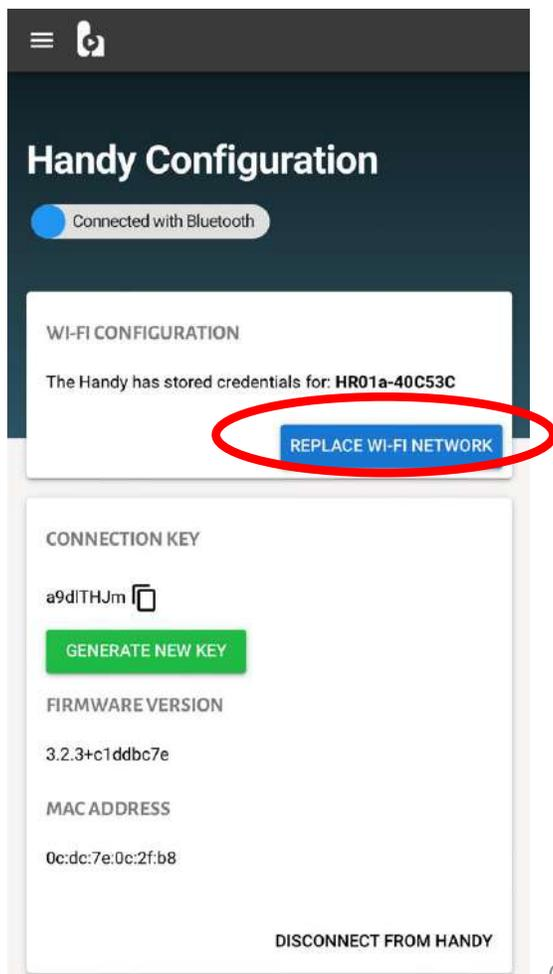 Handy Configuration
Connected with Bluetooth
WI-FI CONFIGURATION
The Handy has stored credentials for: HR01a-40C53C
REPLACE WI-FI NETWORK
CONNECTION KEY
a9dITHJm
GENERATE NEW KEY
FIRMWARE VERSION
3.2.3+c1ddbc7e
MAC ADDRESS
0c:dc:7e:0c:2f:b8
DISCONNECT FROM HANDY